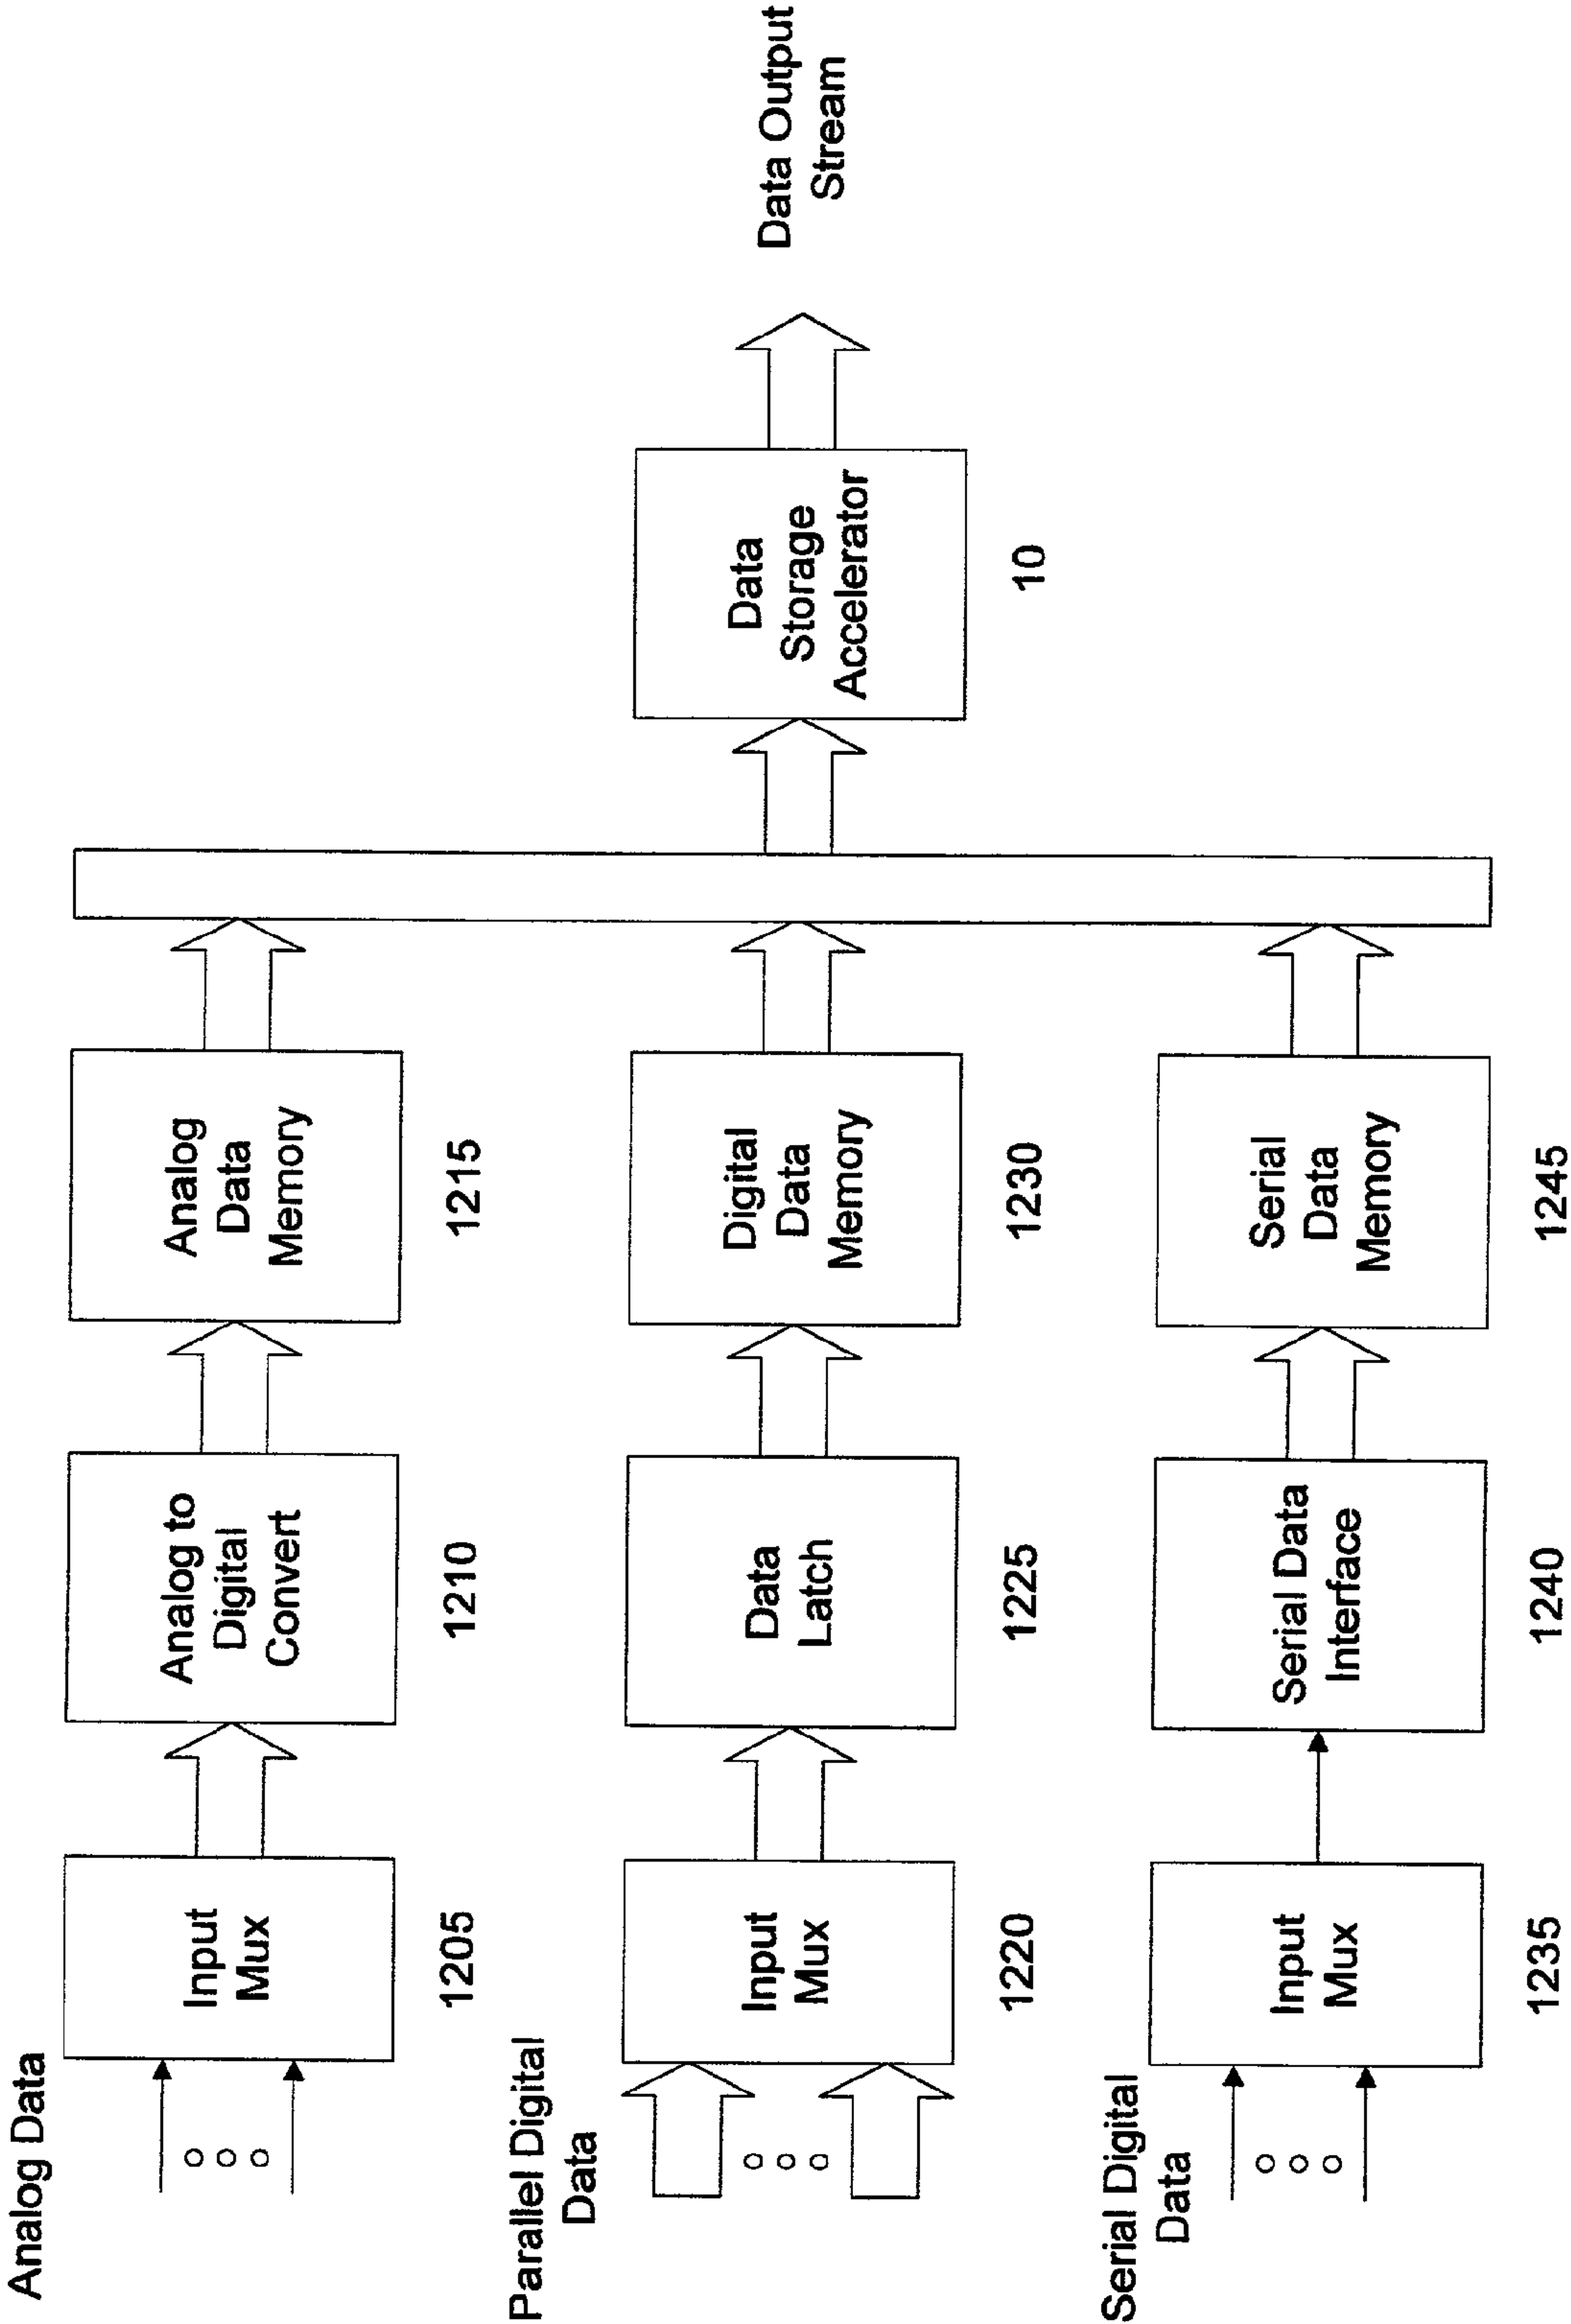 Analog Data
Input
Mux
1205
Analog to
Digital
Convert
1210
Analog
Data
Memory
1215
Parallel Digital
Data
Input
Mux
1220
Data
Latch
1225
Digital
Data
Memory
1230
Serial Digital
Data
Input
Mux
1235
Serial Data
Interface
1240
Serial
Data
Memory
1245
Data
Storage
Accelerator
10
Data Output
Stream